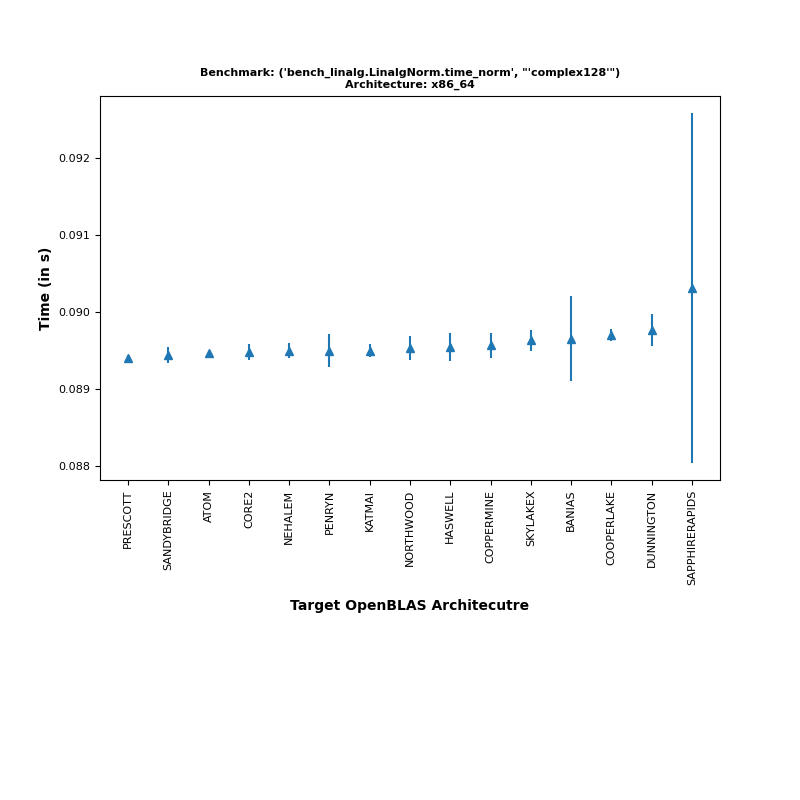 Benchmark: ('bench_linalg.LinalgNorm.time_norm', "'complex128'")
Architecture: x86_64
Time (in s)
0.092
0.091
0.090
0.089
0.088
PRESCOTT
SANDYBRIDGE
ATOM
CORE2
NEHALEM
PENRYN
KATMAI
NORTHWOOD
HASWELL
COPPERMINE
SKYLAKEX
BANIAS
COOPERLAKE
DUNNINGTON
SAPPHIRERAPIDS
Target OpenBLAS Architecutre